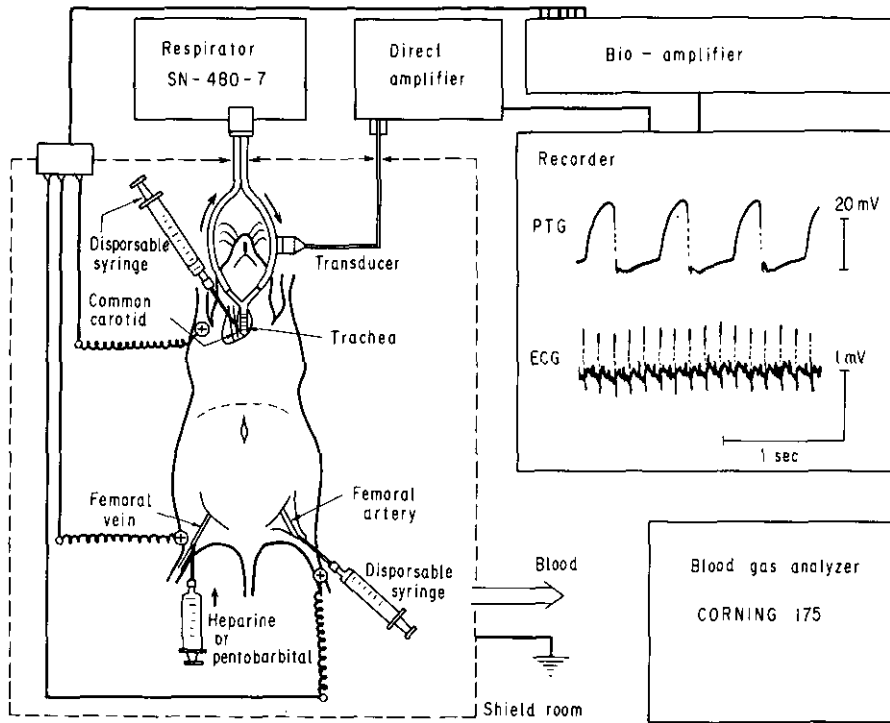 Respirator
SN-480-7
Direct
amplifier
Bio-amplifier
Recorder
PTG
20 mV
ECG
1 mV
1 sec
Disporsable
syringe
Transducer
Common
carotid
Trachea
Femoral
vein
Femoral
artery
Disporsable
syringe
Heparine
or
pentobarbital
Blood
Blood gas analyzer
CORNING 175
Shield room